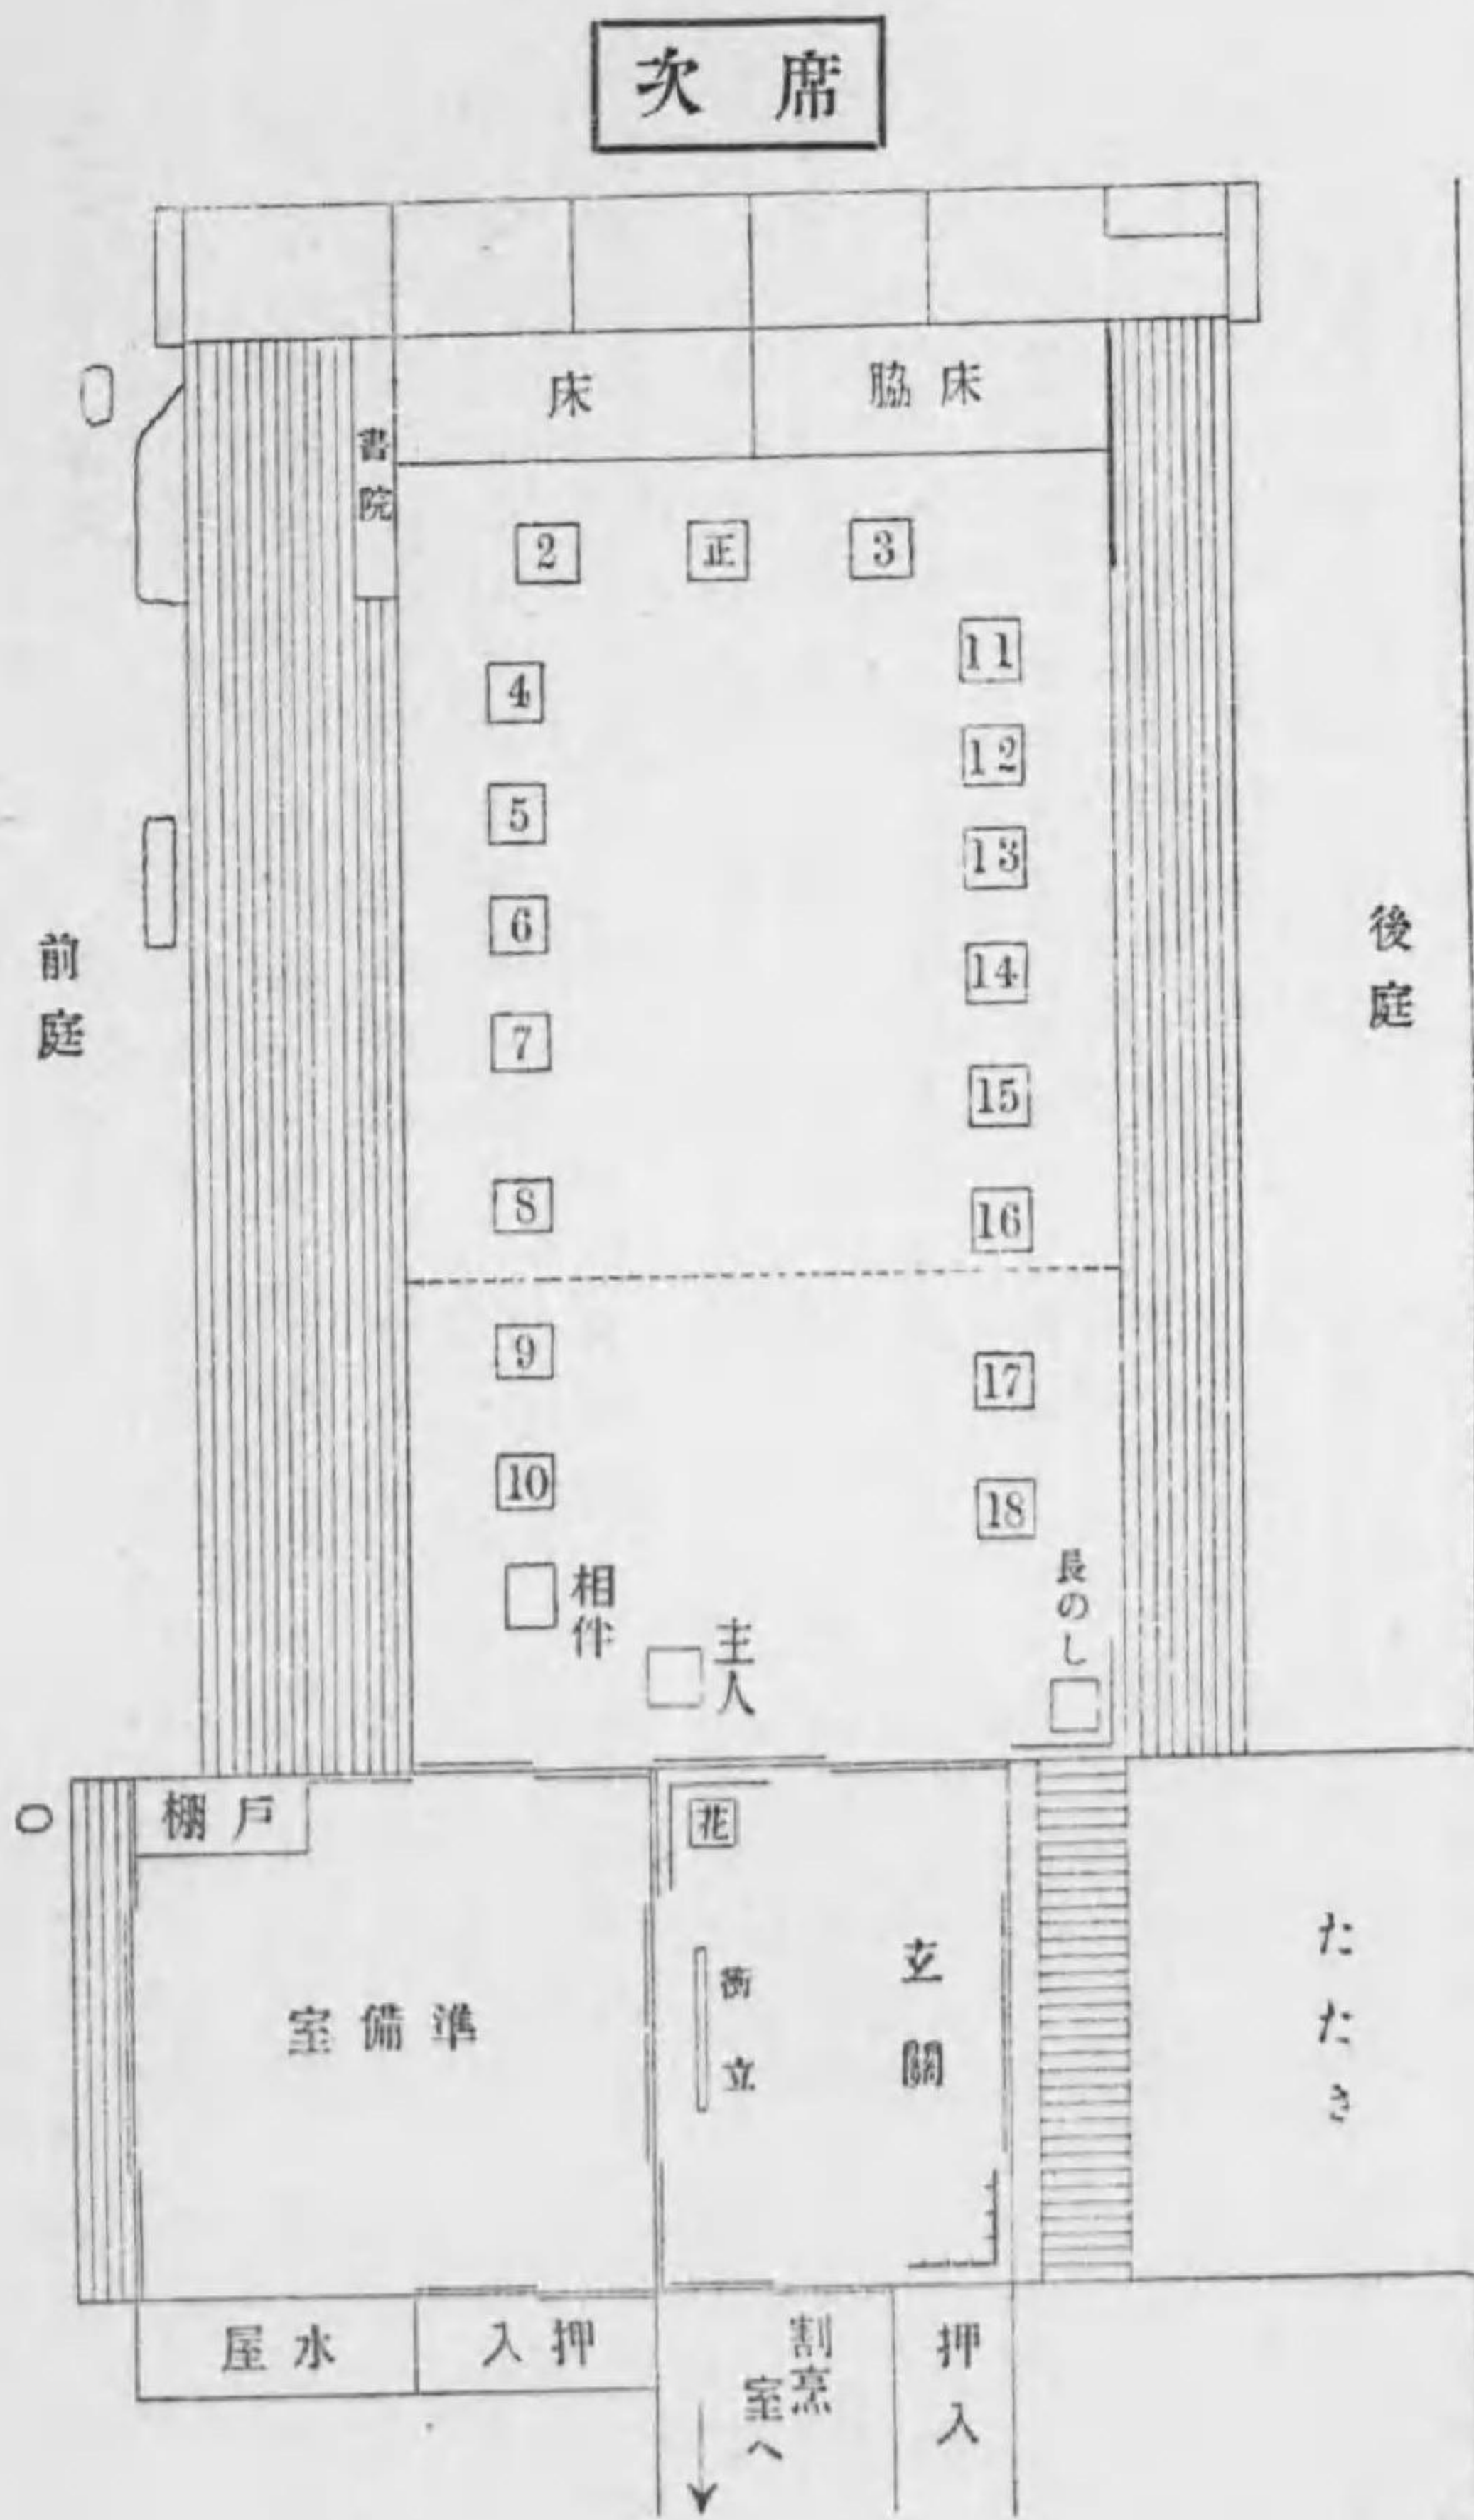 席次
床
脇床
書院
2
正
3
4
5
6
7
8
9
10
11
12
13
14
15
16
17
18
前庭
後庭
相伴
主人
長のし
戸棚
花
衝立
玄關
準備室
たたき
水屋
押入
割烹
室へ
押入